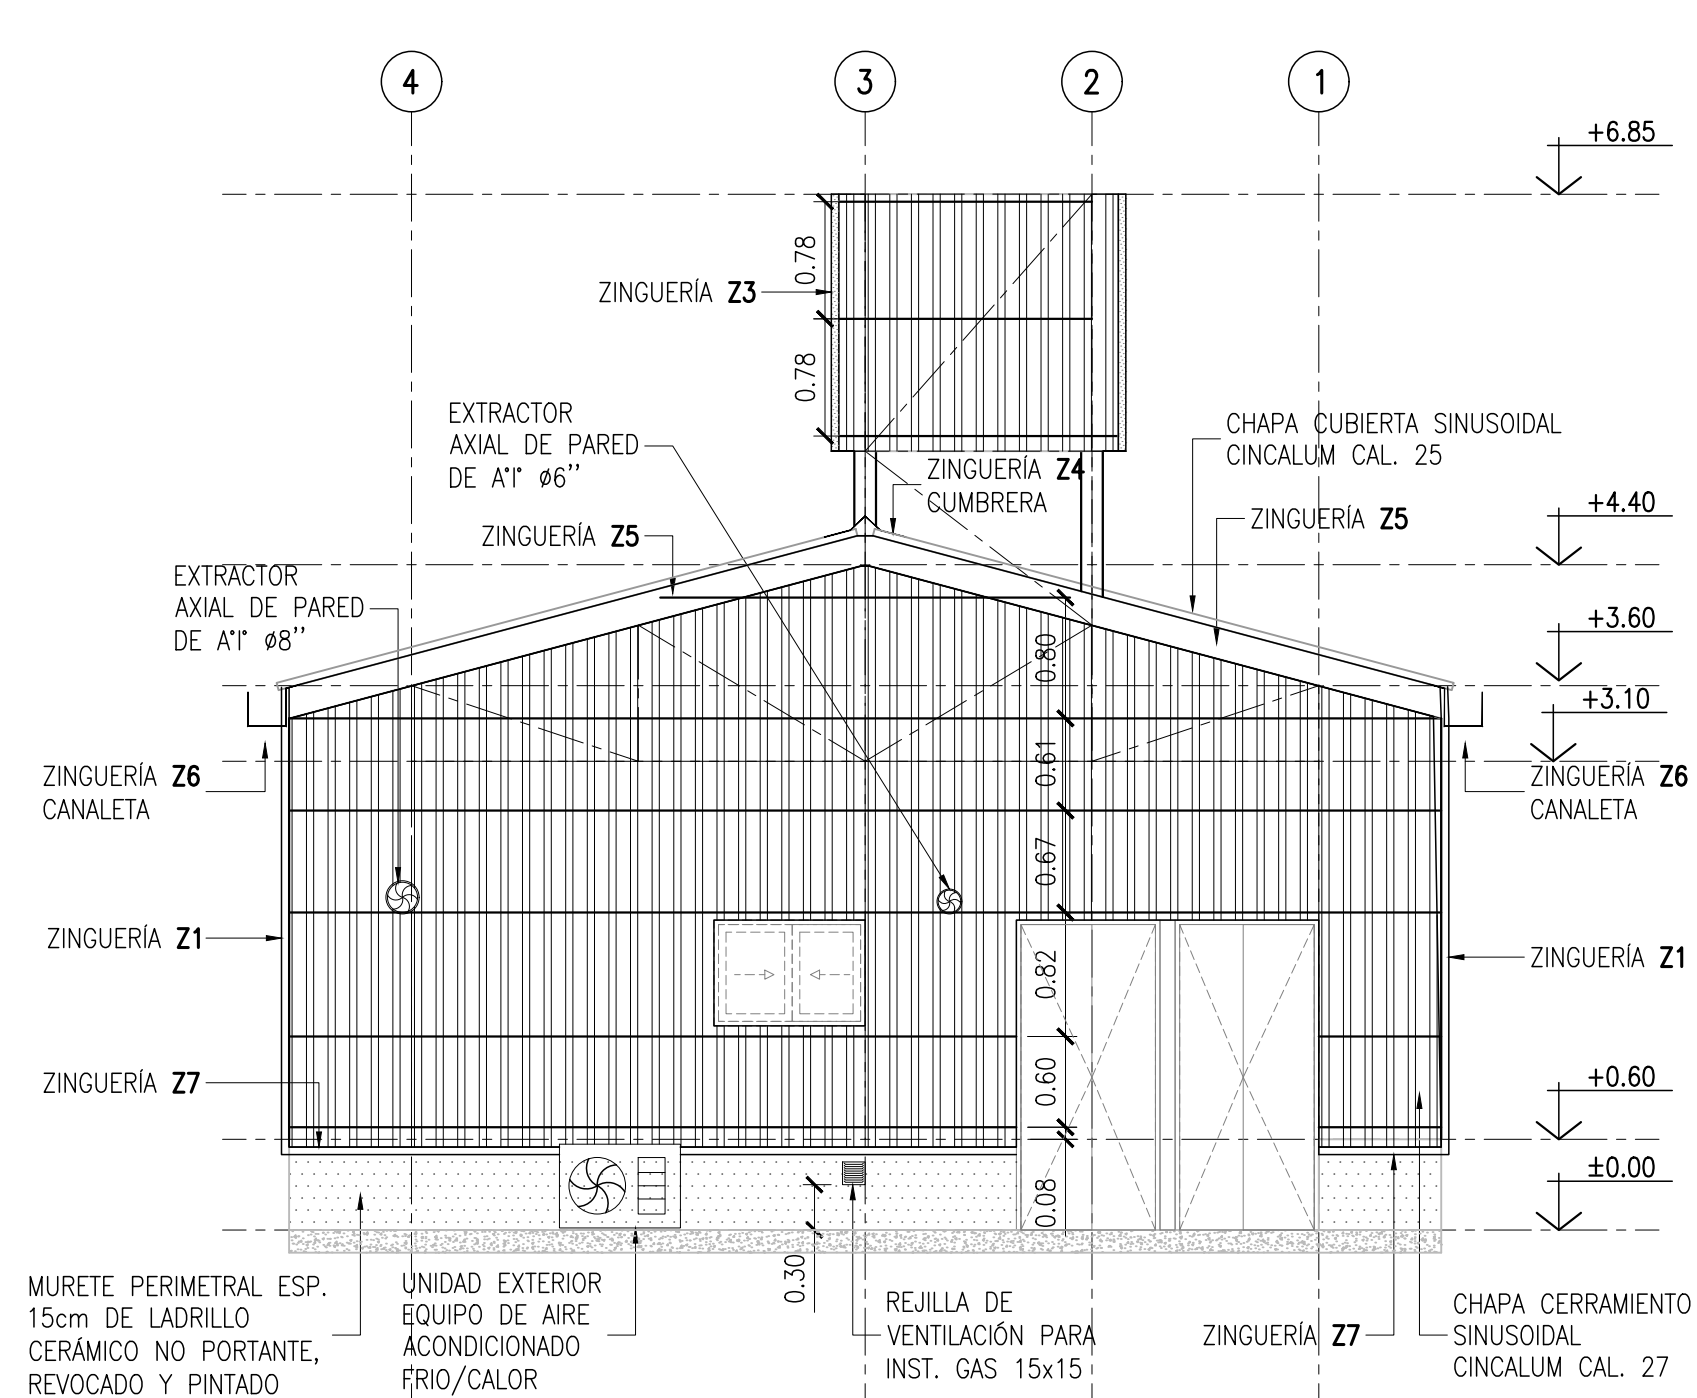 4
3
2
1
+6.85
0.78
ZINGUERÍA Z3
0.78
EXTRACTOR
AXIAL DE PARED
DE A°I° Ø6''
CHAPA CUBIERTA SINUSOIDAL
CINCALUM CAL. 25
ZINGUERÍA Z4
CUMBRERA
+4.40
ZINGUERÍA Z5
ZINGUERÍA Z5
EXTRACTOR
AXIAL DE PARED
DE A°I° Ø8''
+3.60
0.80
+3.10
ZINGUERÍA Z6
CANALETA
0.61
ZINGUERÍA Z6
CANALETA
0.67
ZINGUERÍA Z1
0.82
ZINGUERÍA Z1
ZINGUERÍA Z7
0.60
+0.60
±0.00
0.08
0.30
MURETE PERIMETRAL ESP.
15cm DE LADRILLO
CERÁMICO NO PORTANTE,
REVOCADO Y PINTADO
UNIDAD EXTERIOR
EQUIPO DE AIRE
ACONDICIONADO
FRIO/CALOR
REJILLA DE
VENTILACIÓN PARA
INST. GAS 15x15
ZINGUERÍA Z7
CHAPA CERRAMIENTO
SINUSOIDAL
CINCALUM CAL. 27